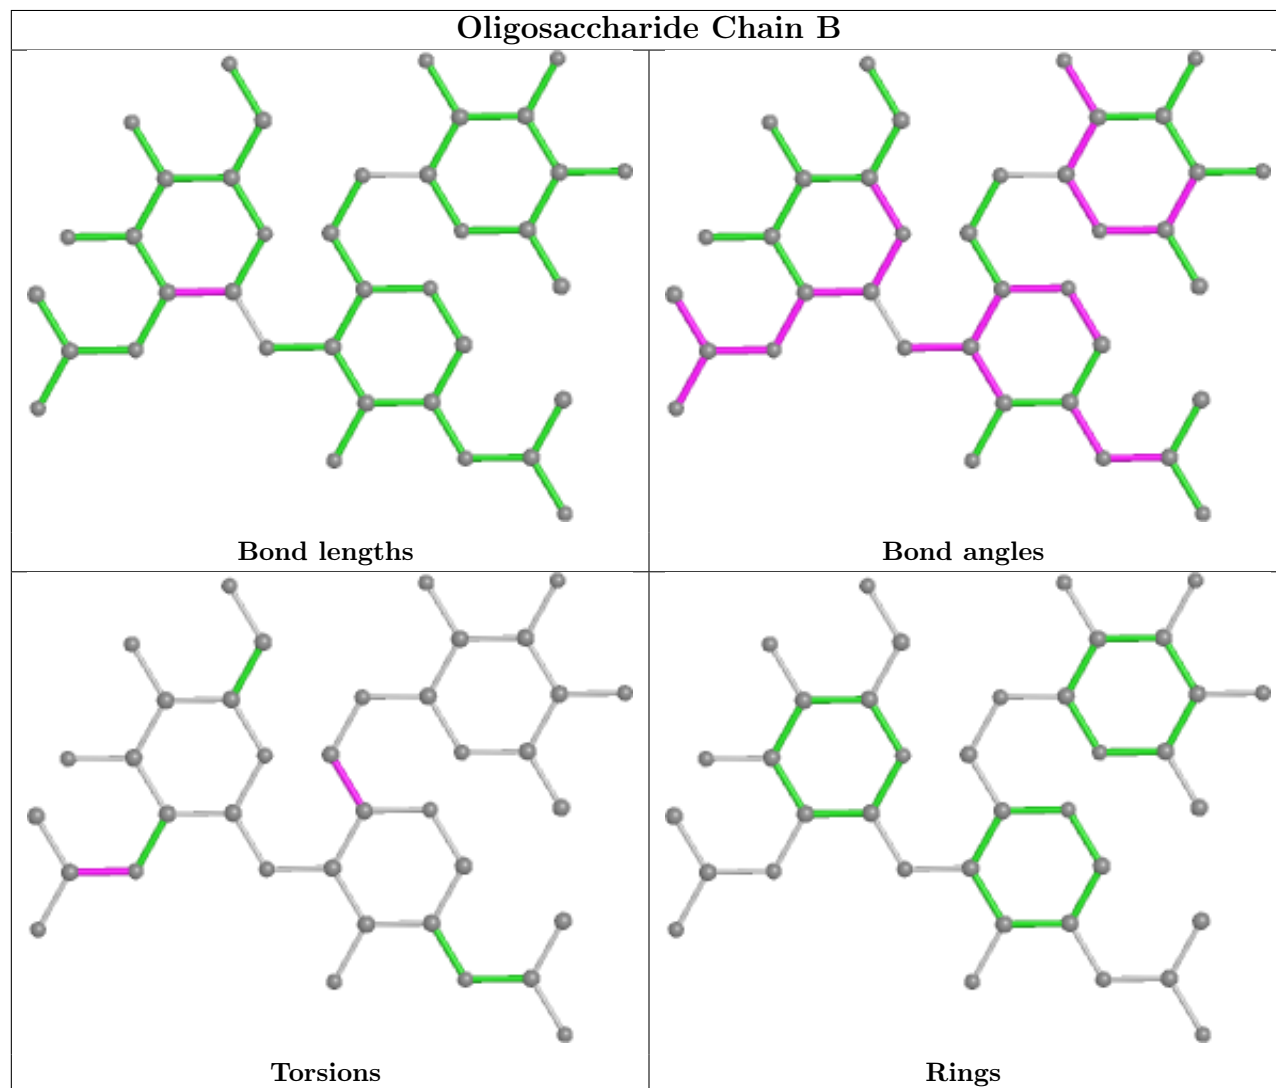 Oligosaccharide Chain B
Bond lengths
Bond angles
Torsions
Rings